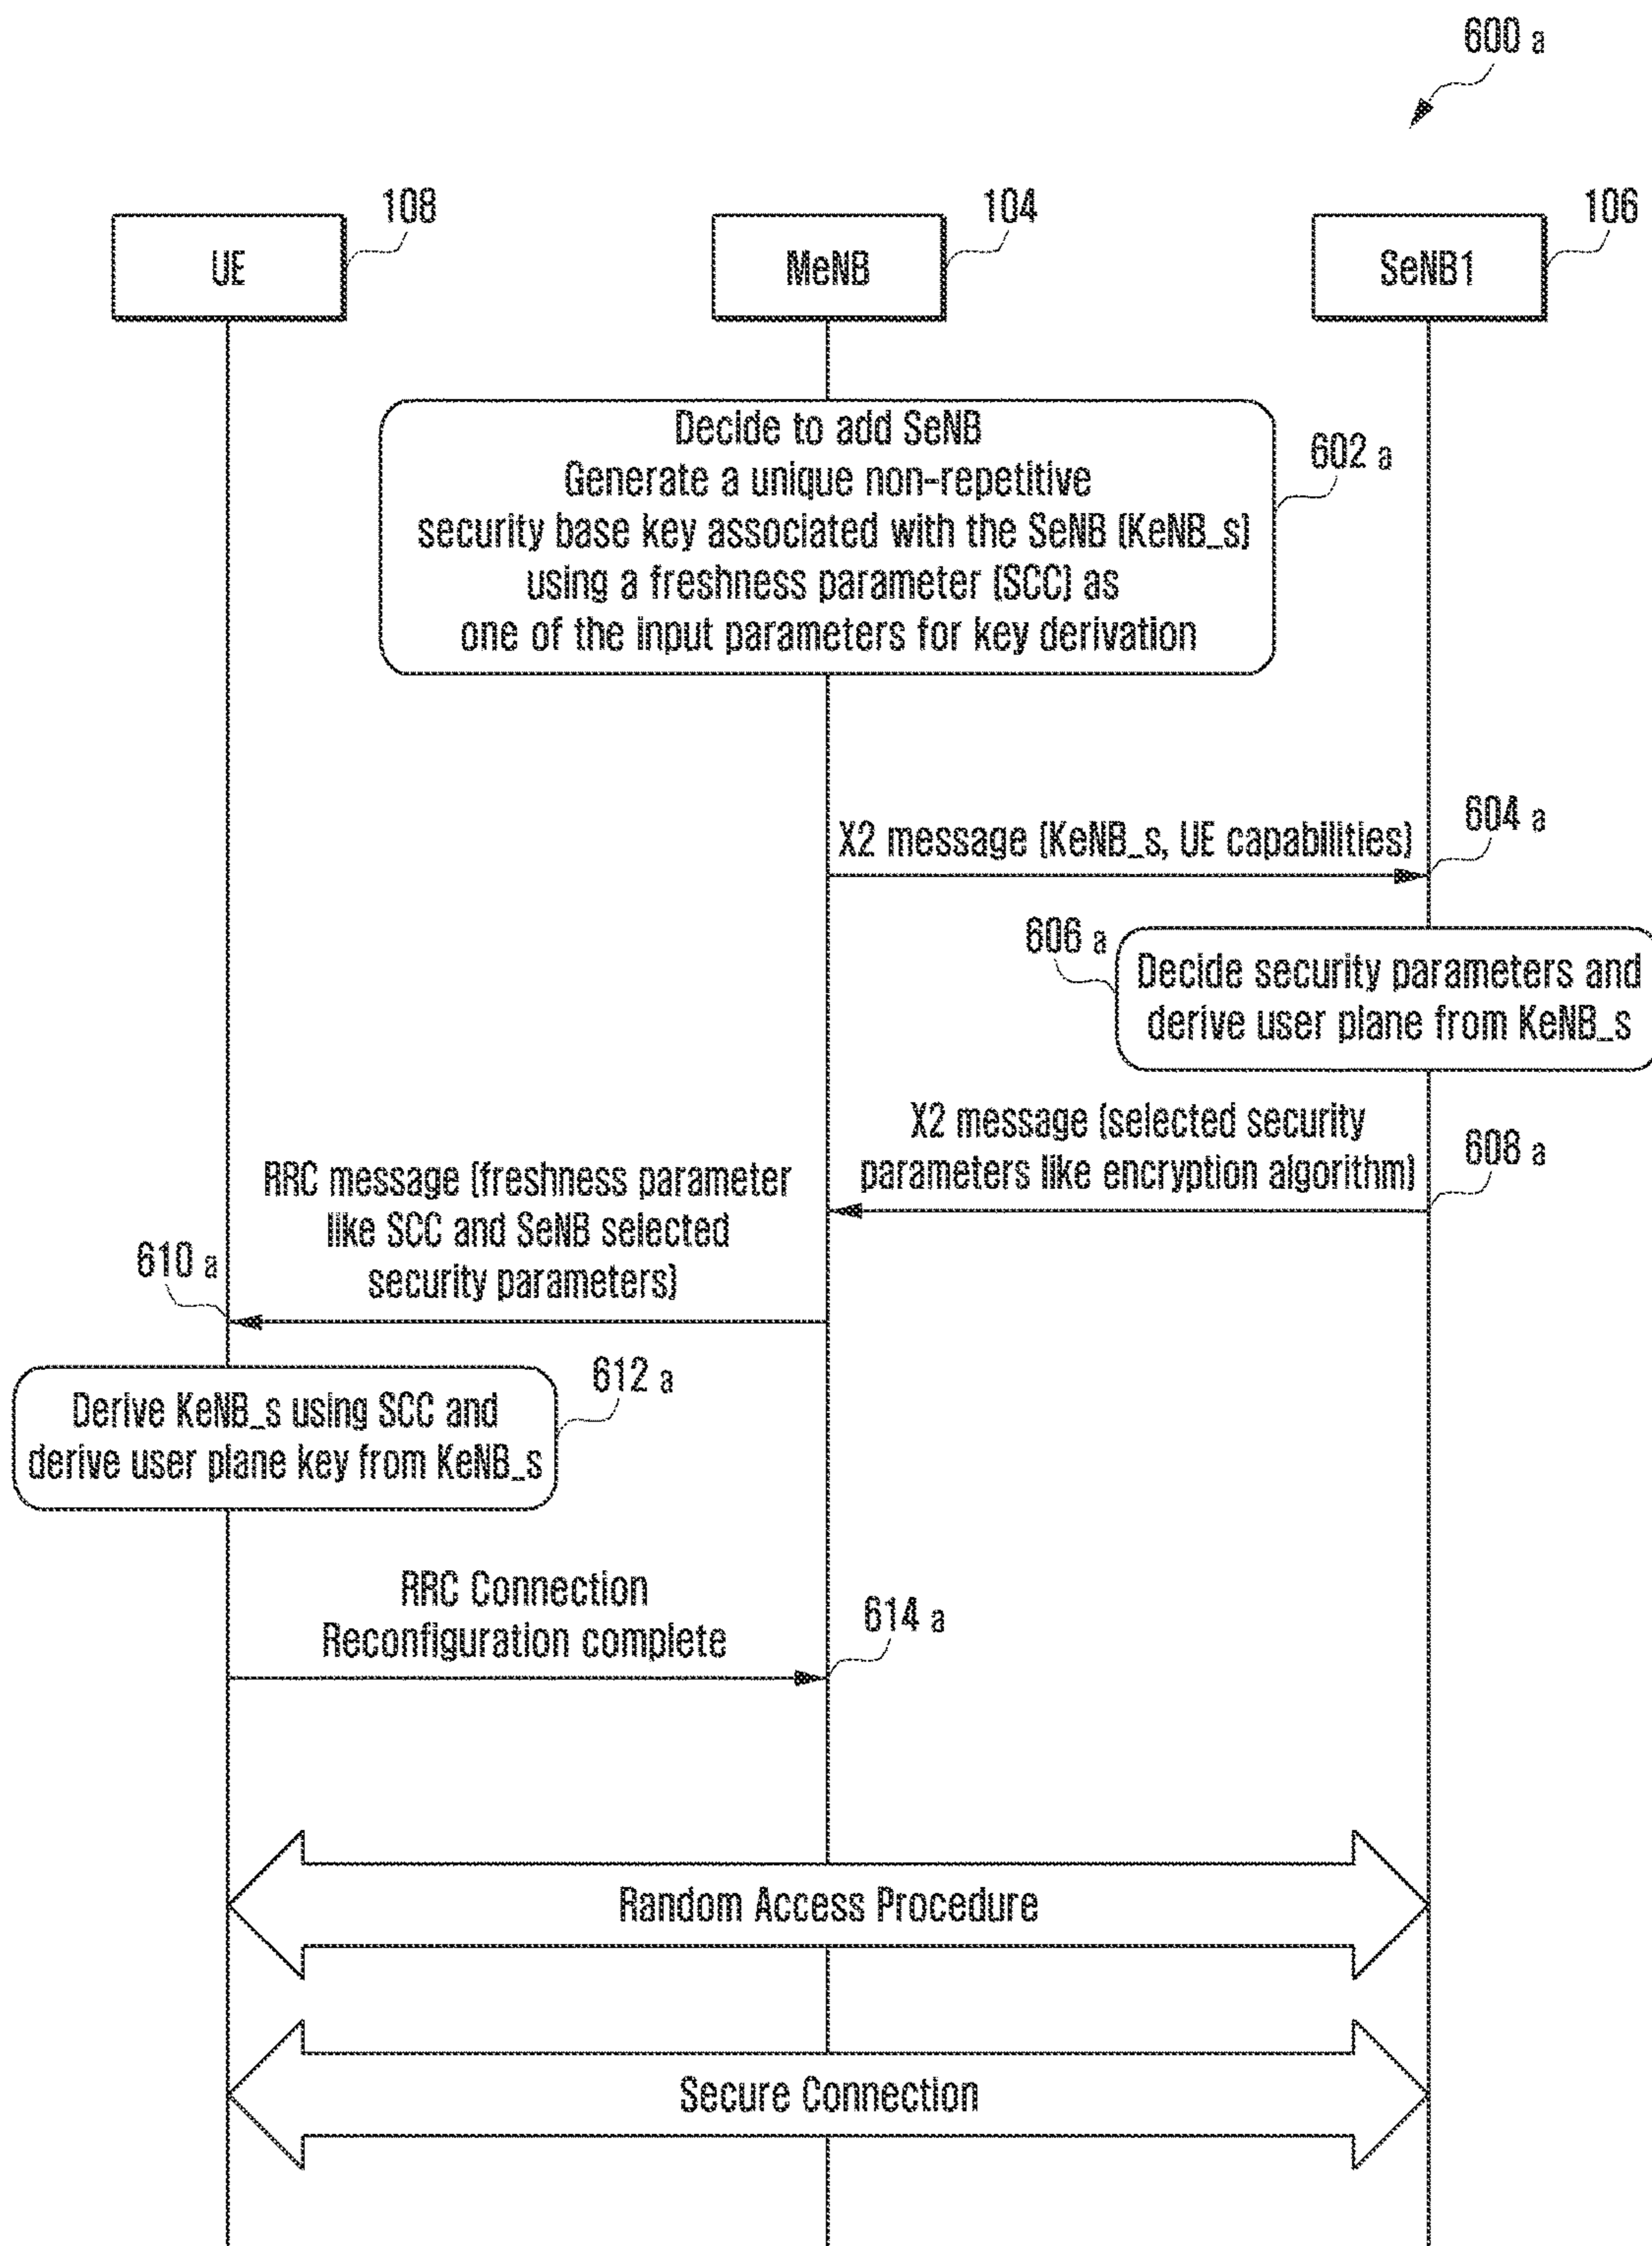 600 a
108
104
106
UE
MeNB
SeNB1
Decide to add SeNB
Generate a unique non-repetitive
security base key associated with the SeNB (KeNB_s)
using a freshness parameter (SCC) as
one of the input parameters for key derivation
602 a
X2 message (KeNB_s, UE capabilities)
604 a
606 a
Decide security parameters and
derive user plane from KeNB_s
X2 message (selected security
parameters like encryption algorithm)
608 a
RRC message (freshness parameter
like SCC and SeNB selected
security parameters)
610 a
612 a
Derive KeNB_s using SCC and
derive user plane key from KeNB_s
RRC Connection
Reconfiguration complete
614 a
Random Access Procedure
Secure Connection